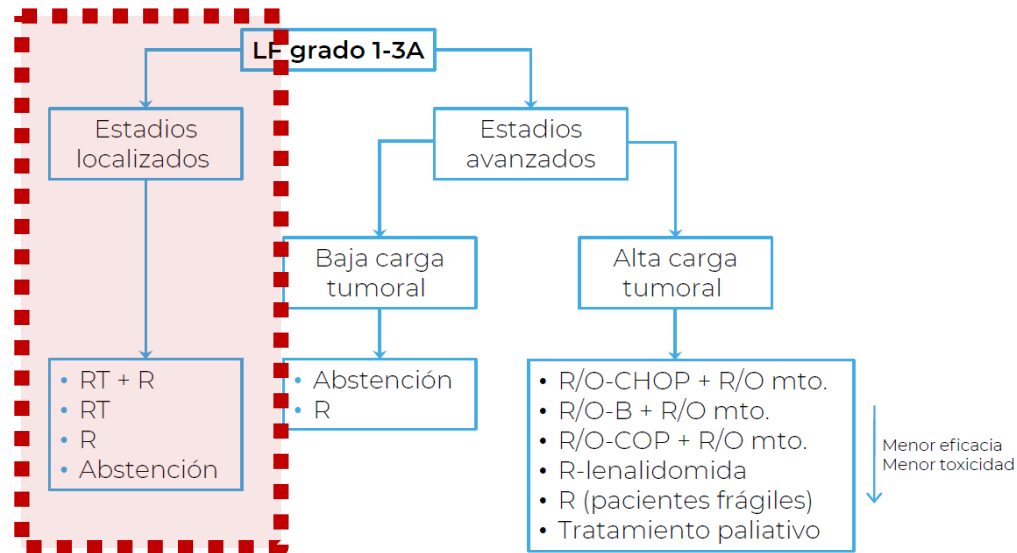 LF grado 1-3A
Estadios
localizados
Estadios
avanzados
Baja carga
tumoral
Alta carga
tumoral
• RT + R
• RT
• R
• Abstención
• Abstención
• R
• R/O-CHOP + R/O mto.
• R/O-B + R/O mto.
• R/O-COP + R/O mto.
• R-lenalidomida
• R (pacientes frágiles)
• Tratamiento paliativo
Menor eficacia
Menor toxicidad